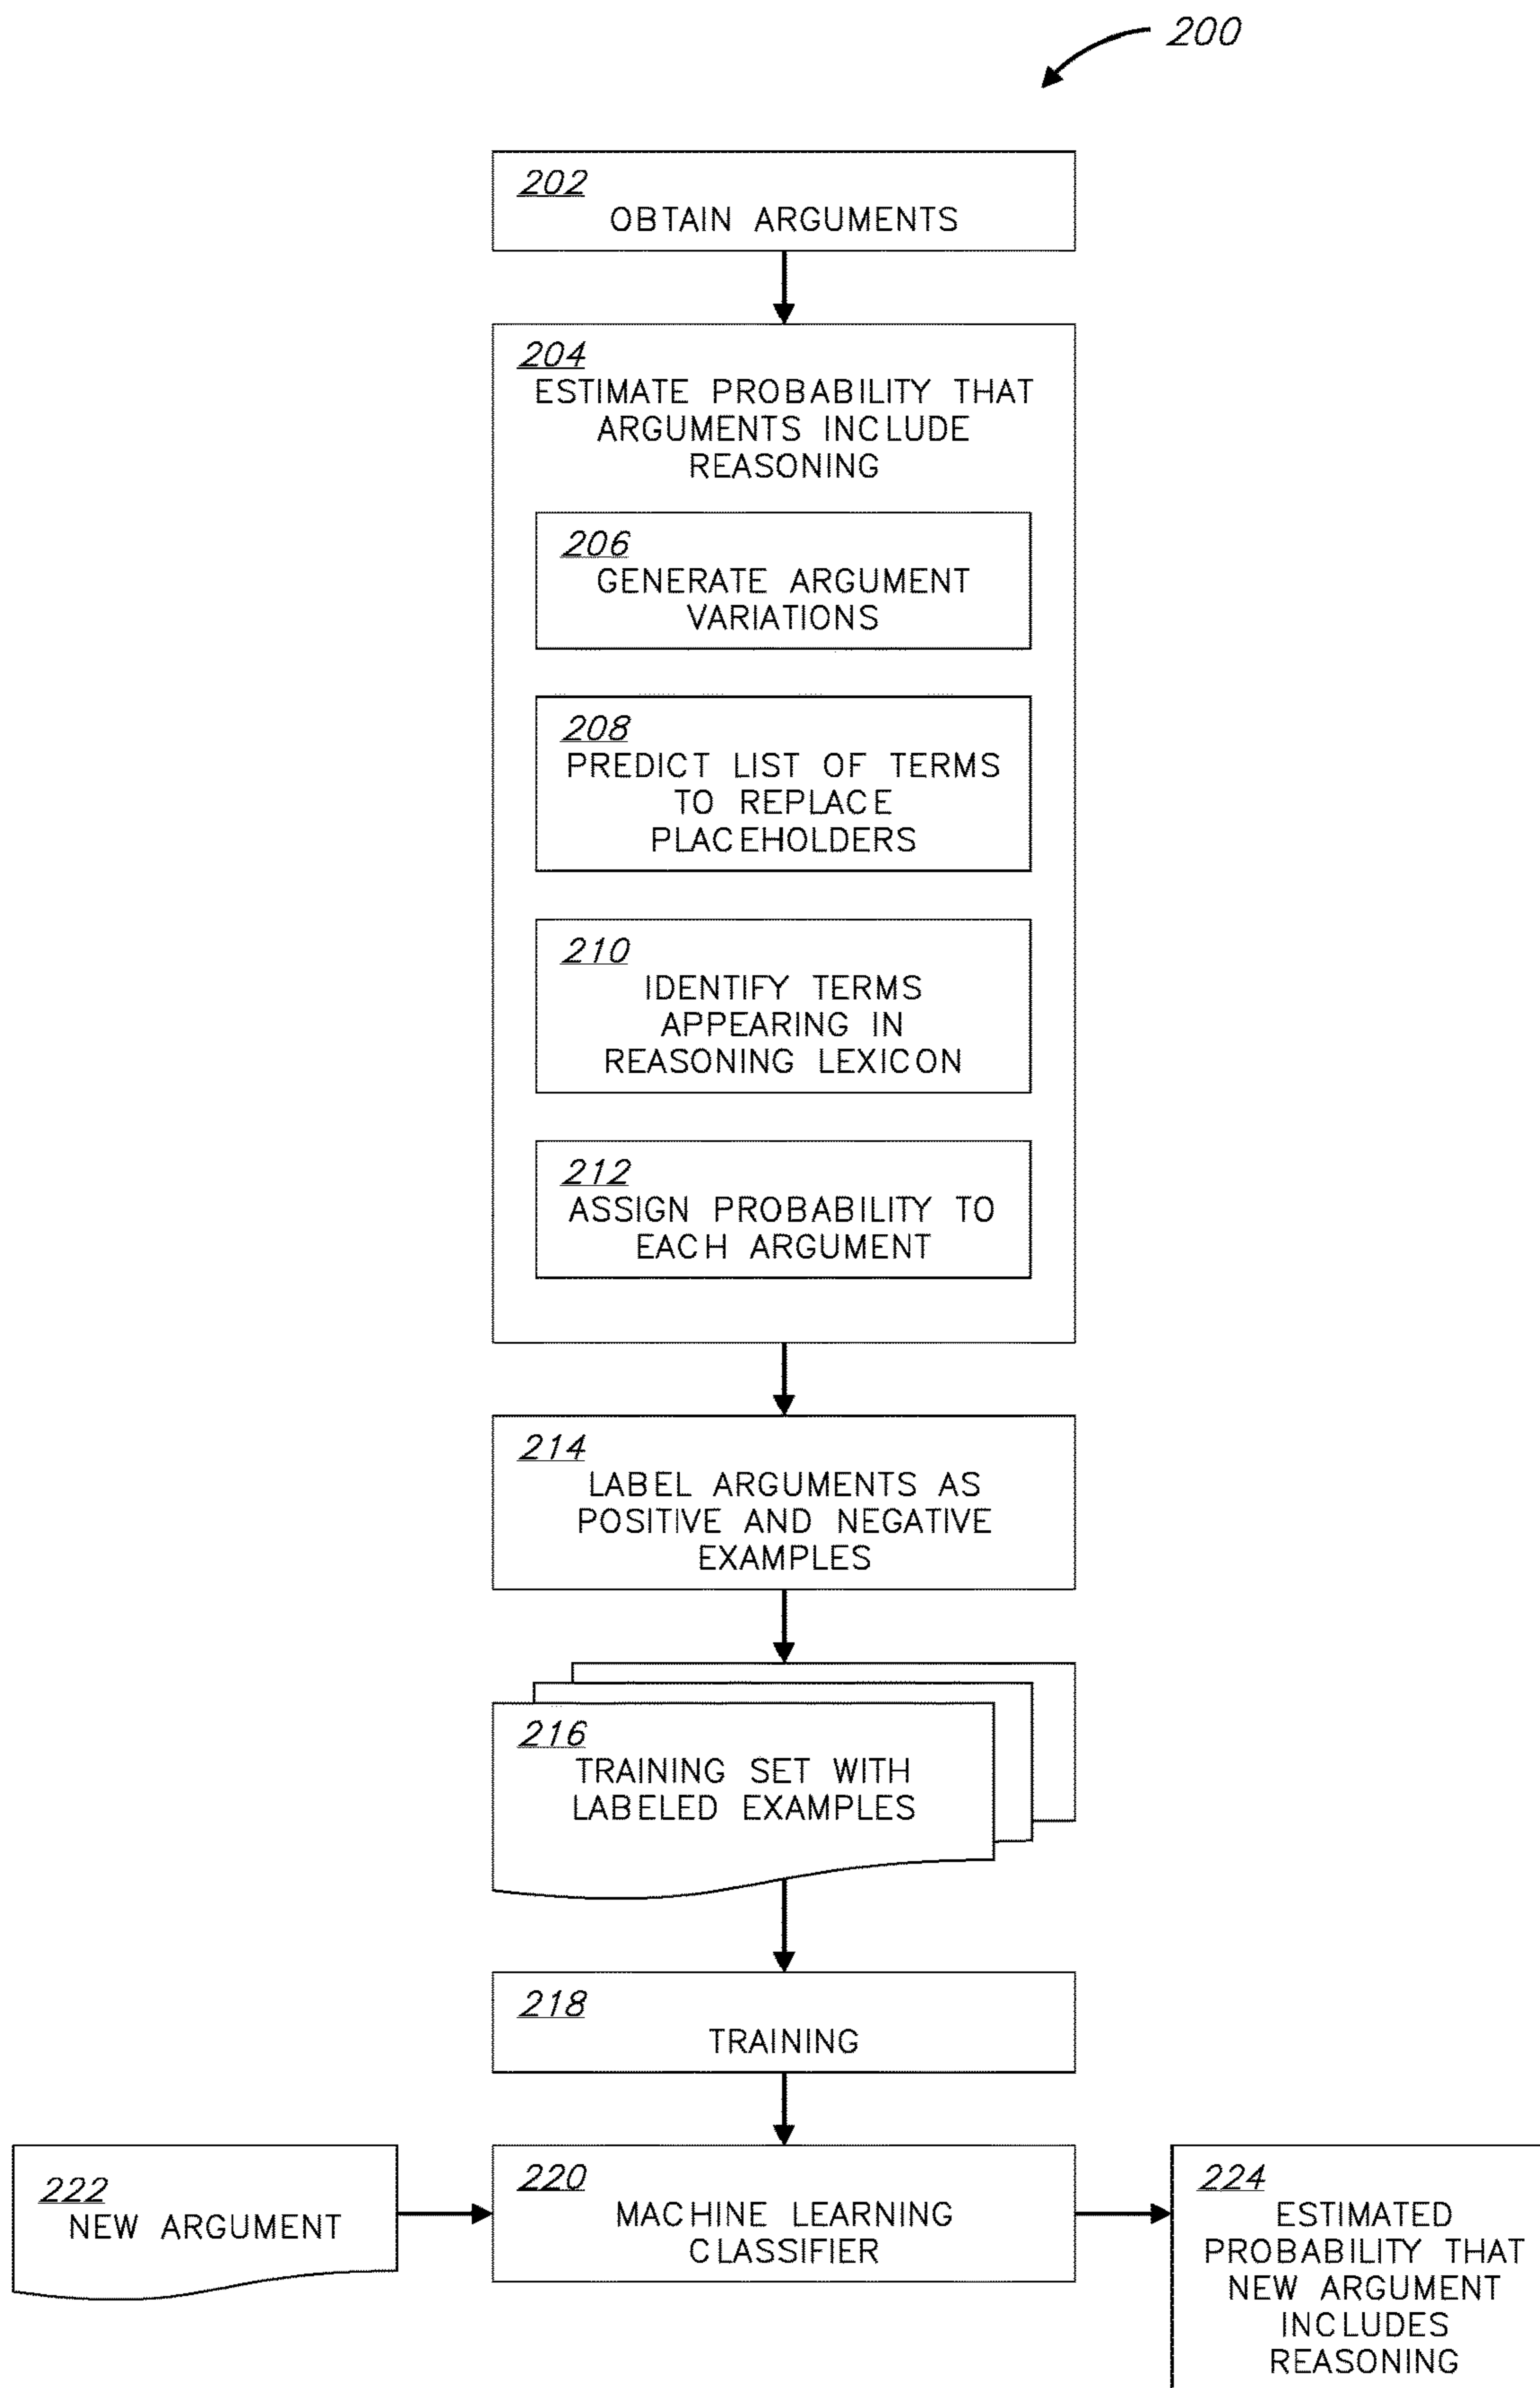 200
202
OBTAIN ARGUMENTS
204
ESTIMATE PROBABILITY THAT
ARGUMENTS INCLUDE
REASONING
206
GENERATE ARGUMENT
VARIATIONS
208
PREDICT LIST OF TERMS
TO REPLACE
PLACEHOLDERS
210
IDENTIFY TERMS
APPEARING IN
REASONING LEXICON
212
ASSIGN PROBABILITY TO
EACH ARGUMENT
214
LABEL ARGUMENTS AS
POSITIVE AND NEGATIVE
EXAMPLES
216
TRAINING SET WITH
LABELED EXAMPLES
218
TRAINING
222
NEW ARGUMENT
220
MACHINE LEARNING
CLASSIFIER
224
ESTIMATED
PROBABILITY THAT
NEW ARGUMENT
INCLUDES
REASONING